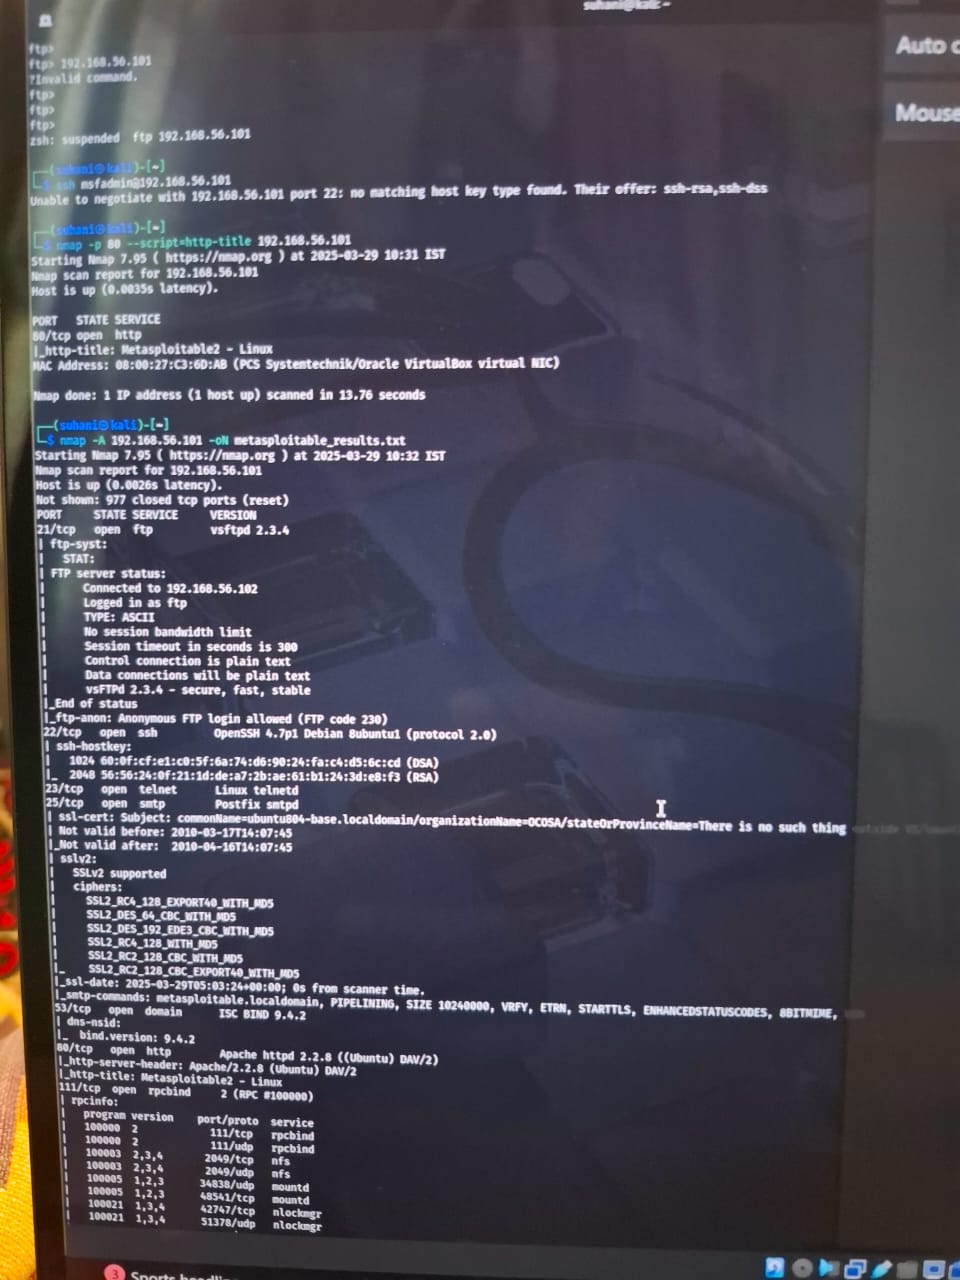 suhani@kali: ~
Auto c
Mouse
ftp>
ftp> 192.168.56.101
?Invalid command.
ftp>
ftp>
ftp>
zsh: suspended  ftp 192.168.56.101
(suhani㉿kali)-[~]
$ ssh msfadmin@192.168.56.101
Unable to negotiate with 192.168.56.101 port 22: no matching host key type found. Their offer: ssh-rsa,ssh-dss
(suhani㉿kali)-[~]
$ nmap -p 80 --script=http-title 192.168.56.101
Starting Nmap 7.95 ( https://nmap.org ) at 2025-03-29 10:31 IST
Nmap scan report for 192.168.56.101
Host is up (0.0035s latency).
PORT   STATE SERVICE
80/tcp open  http
|_http-title: Metasploitable2 - Linux
MAC Address: 08:00:27:C3:6D:AB (PCS Systemtechnik/Oracle VirtualBox virtual NIC)
Nmap done: 1 IP address (1 host up) scanned in 13.76 seconds
(suhani㉿kali)-[~]
$ nmap -A 192.168.56.101 -oN metasploitable_results.txt
Starting Nmap 7.95 ( https://nmap.org ) at 2025-03-29 10:32 IST
Nmap scan report for 192.168.56.101
Host is up (0.0026s latency).
Not shown: 977 closed tcp ports (reset)
PORT     STATE SERVICE     VERSION
21/tcp   open  ftp         vsftpd 2.3.4
| ftp-syst:
|   STAT:
| FTP server status:
|      Connected to 192.168.56.102
|      Logged in as ftp
|      TYPE: ASCII
|      No session bandwidth limit
|      Session timeout in seconds is 300
|      Control connection is plain text
|      Data connections will be plain text
|      vsFTPd 2.3.4 - secure, fast, stable
|_End of status
|_ftp-anon: Anonymous FTP login allowed (FTP code 230)
22/tcp   open  ssh         OpenSSH 4.7p1 Debian 8ubuntu1 (protocol 2.0)
| ssh-hostkey:
|   1024 60:0f:cf:e1:c0:5f:6a:74:d6:90:24:fa:c4:d5:6c:cd (DSA)
|_  2048 56:56:24:0f:21:1d:de:a7:2b:ae:61:b1:24:3d:e8:f3 (RSA)
23/tcp   open  telnet      Linux telnetd
25/tcp   open  smtp        Postfix smtpd
| ssl-cert: Subject: commonName=ubuntu804-base.localdomain/organizationName=OCOSA/stateOrProvinceName=There is no such thing
| Not valid before: 2010-03-17T14:07:45
|_Not valid after:  2010-04-16T14:07:45
| sslv2:
|   SSLv2 supported
|   ciphers:
|     SSL2_RC4_128_EXPORT40_WITH_MD5
|     SSL2_DES_64_CBC_WITH_MD5
|     SSL2_DES_192_EDE3_CBC_WITH_MD5
|     SSL2_RC4_128_WITH_MD5
|     SSL2_RC2_128_CBC_WITH_MD5
|_    SSL2_RC2_128_CBC_EXPORT40_WITH_MD5
|_ssl-date: 2025-03-29T05:03:24+00:00; 0s from scanner time.
|_smtp-commands: metasploitable.localdomain, PIPELINING, SIZE 10240000, VRFY, ETRN, STARTTLS, ENHANCEDSTATUSCODES, 8BITMIME,
53/tcp   open  domain      ISC BIND 9.4.2
| dns-nsid:
|_  bind.version: 9.4.2
80/tcp   open  http        Apache httpd 2.2.8 ((Ubuntu) DAV/2)
|_http-server-header: Apache/2.2.8 (Ubuntu) DAV/2
|_http-title: Metasploitable2 - Linux
111/tcp  open  rpcbind     2 (RPC #100000)
| rpcinfo:
|   program version    port/proto  service
|   100000  2            111/tcp   rpcbind
|   100000  2            111/udp   rpcbind
|   100003  2,3,4       2049/tcp   nfs
|   100003  2,3,4       2049/udp   nfs
|   100005  1,2,3      34838/udp   mountd
|   100005  1,2,3      48541/tcp   mountd
|   100021  1,3,4      42747/tcp   nlockmgr
|   100021  1,3,4      51378/udp   nlockmgr
3
Sports